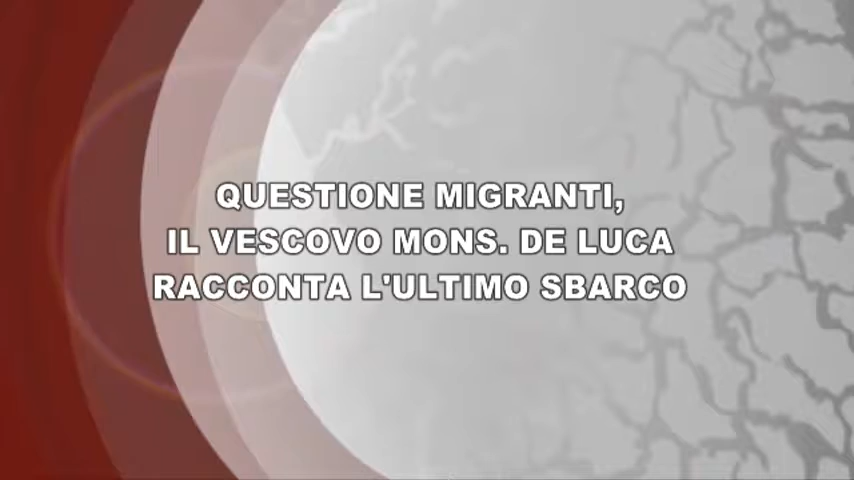 QUESTIONE MIGRANTI,
IL VESCOVO MONS. DE LUCA
RACCONTA L'ULTIMO SBARCO